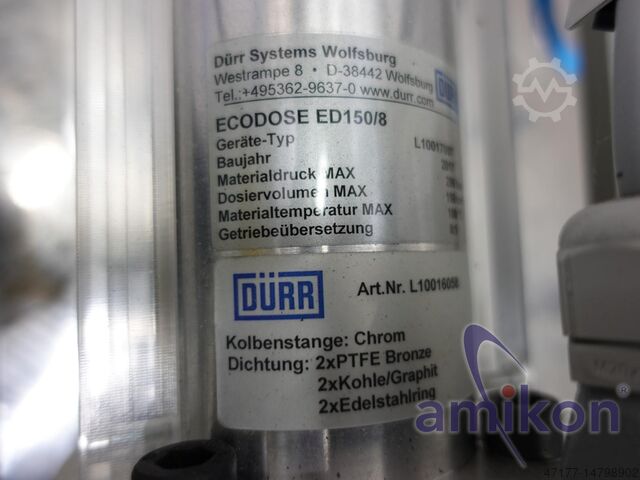 Dürr Systems Wolfsburg
Westrampe 8 • D-38442 Wolfsburg
Tel.:+495362-9637-0 www.durr.com
DÜRR
ECODOSE ED150/8
Geräte-Typ
Baujahr
Materialdruck MAX
Dosiervolumen MAX
Materialtemperatur MAX
Getriebeübersetzung
DÜRR
Art.Nr. L10016058
Kolbenstange: Chrom
Dichtung: 2xPTFE Bronze
2xKohle/Graphit
2xEdelstahlring
amikon
47177-14798902